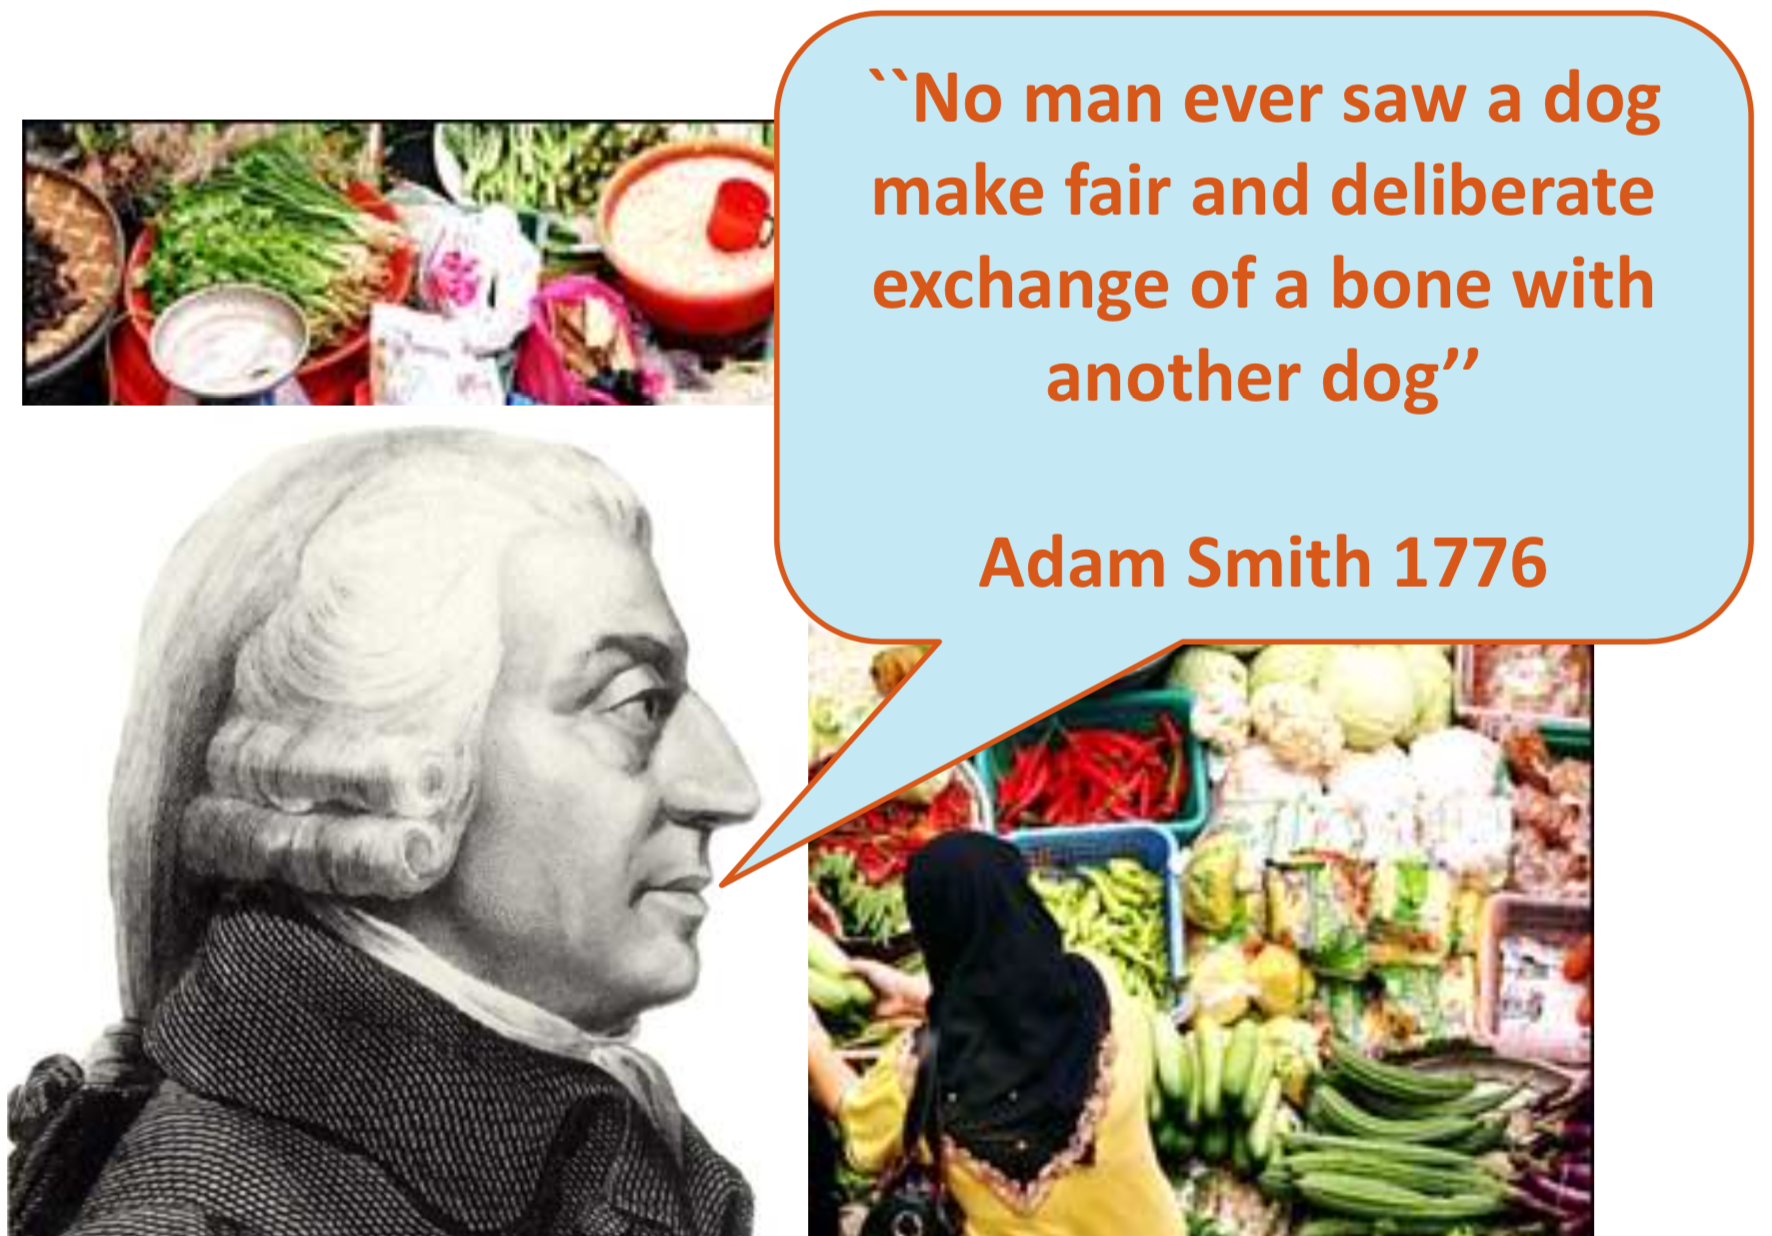 ``No man ever saw a dog
make fair and deliberate
exchange of a bone with
another dog’’
Adam Smith 1776